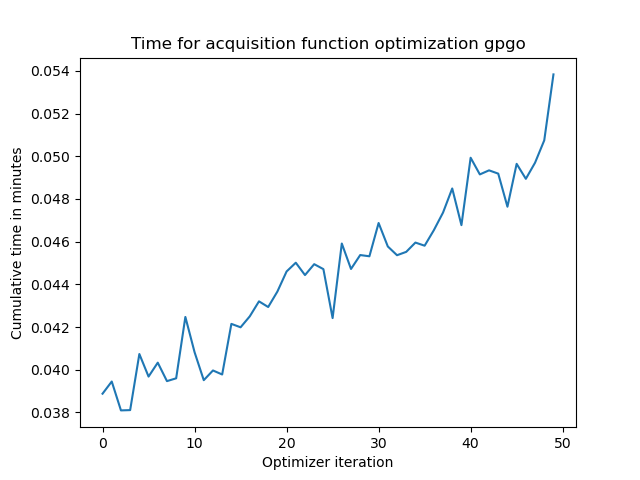 Time for acquisition function optimization gpgo
Cumulative time in minutes
0.054
0.052
0.050
0.048
0.046
0.044
0.042
0.040
0.038
0 10 20 30 40 50
Optimizer iteration